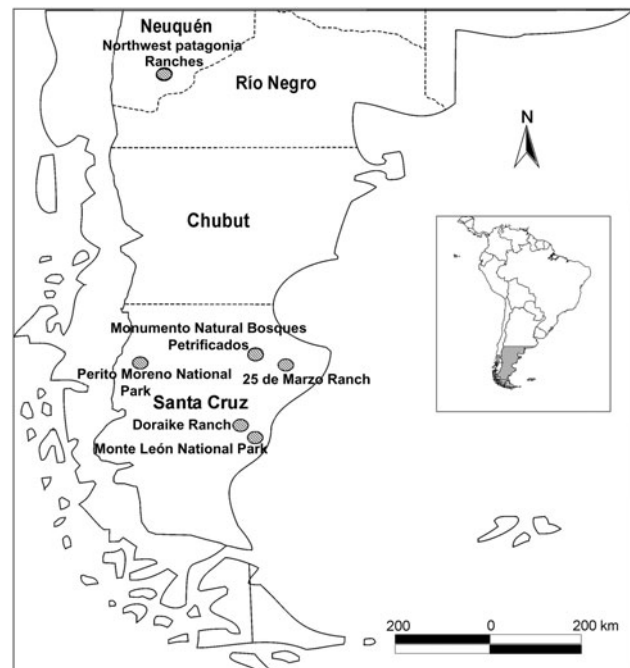 Neuquén
Northwest patagonia
Ranches
Río Negro
N
Chubut
Monumento Natural Bosques
Petrificados
Perito Moreno National
Park
25 de Marzo Ranch
Santa Cruz
Doraike Ranch
Monte León National Park
200 0 200 km